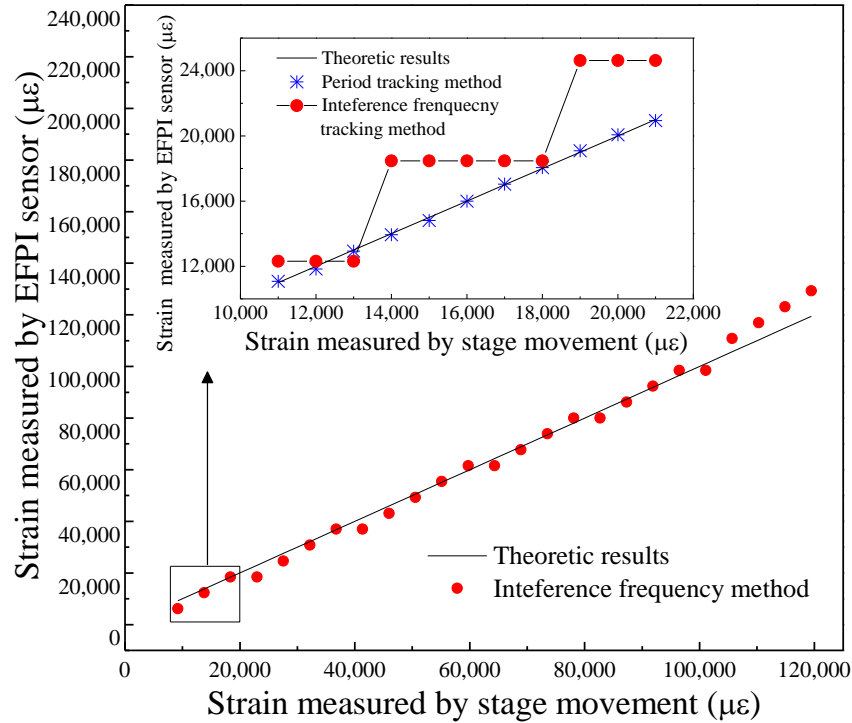 240,000
220,000
200,000
180,000
160,000
140,000
120,000
100,000
80,000
60,000
40,000
20,000
0
Strain measured by EFPI sensor (με)
24,000
20,000
16,000
12,000
Strain measured by EFPI sensor (με)
Theoretic results
Period tracking method
Inteference frenquecny
tracking method
10,000 12,000 14,000 16,000 18,000 20,000 22,000
Strain measured by stage movement (με)
Theoretic results
Inteference frequency method
0 20,000 40,000 60,000 80,000 100,000 120,000
Strain measured by stage movement (με)